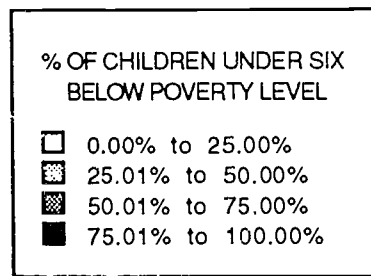 % OF CHILDREN UNDER SIX
BELOW POVERTY LEVEL
0.00% to 25.00%
25.01% to 50.00%
50.01% to 75.00%
75.01% to 100.00%